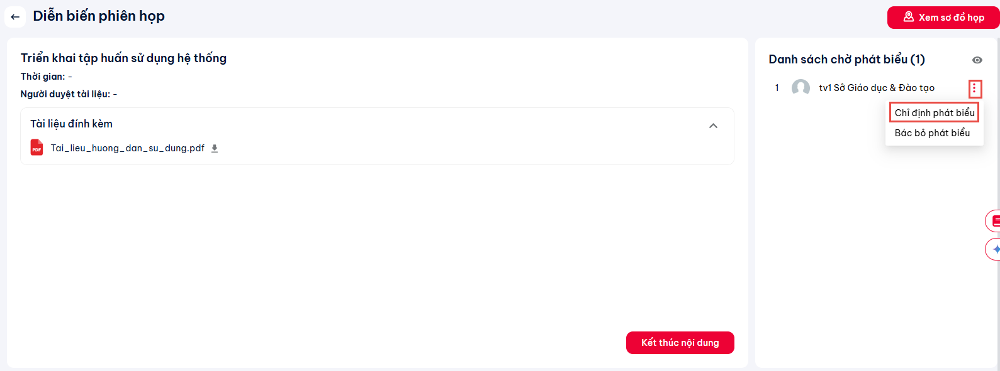 Diễn biến phiên họp
Xem sơ đồ họp
Triển khai tập huấn sử dụng hệ thống
Thời gian: -
Người duyệt tài liệu: -
Tài liệu đính kèm
PDF
Tai_lieu_huong_dan_su_dung.pdf
Kết thúc nội dung
Danh sách chờ phát biểu (1)
1 tv1 Sở Giáo dục & Đào tạo
Chỉ định phát biểu
Bác bỏ phát biểu